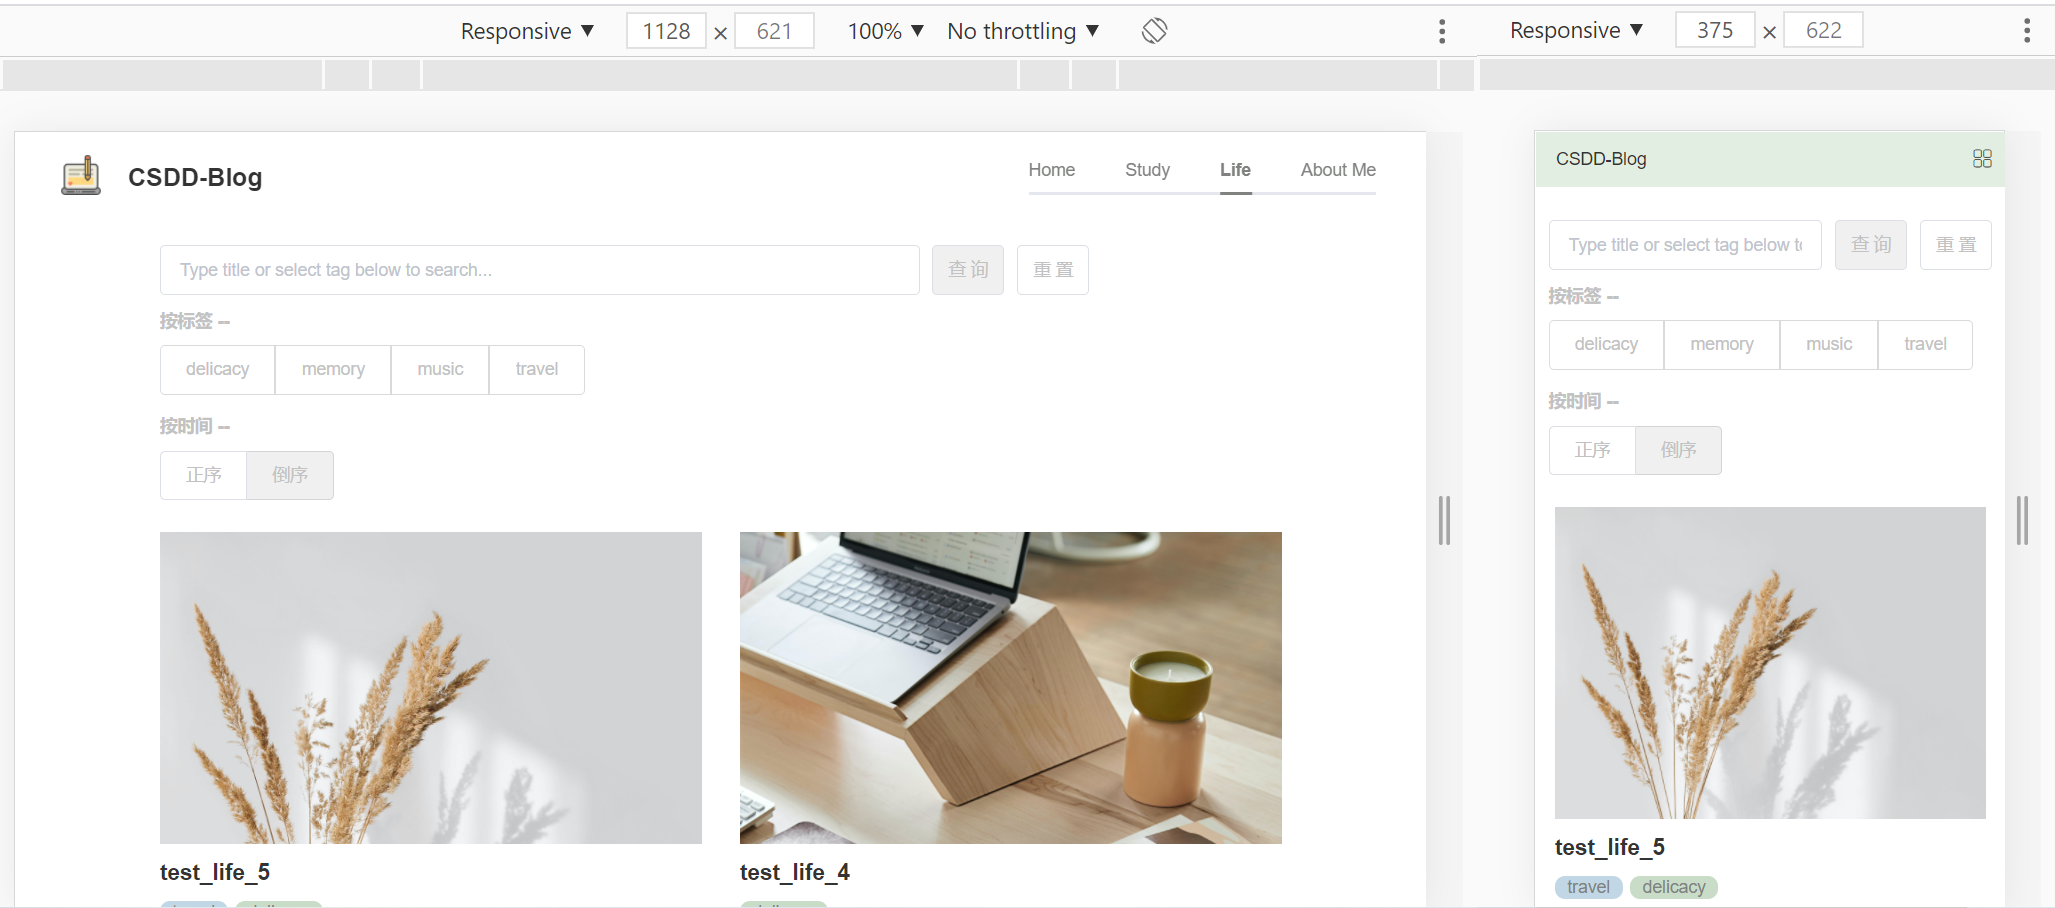 Responsive ▼ 1128 × 621 100% ▼ No throttling ▼
CSDD-Blog
Home Study Life About Me
Type title or select tag below to search...
查询
重置
按标签 --
delicacy memory music travel
按时间 --
正序 倒序
test_life_5
test_life_4
Responsive ▼ 375 × 622
CSDD-Blog
Type title or select tag below t
查询
重置
按标签 --
delicacy memory music travel
按时间 --
正序 倒序
test_life_5
travel delicacy